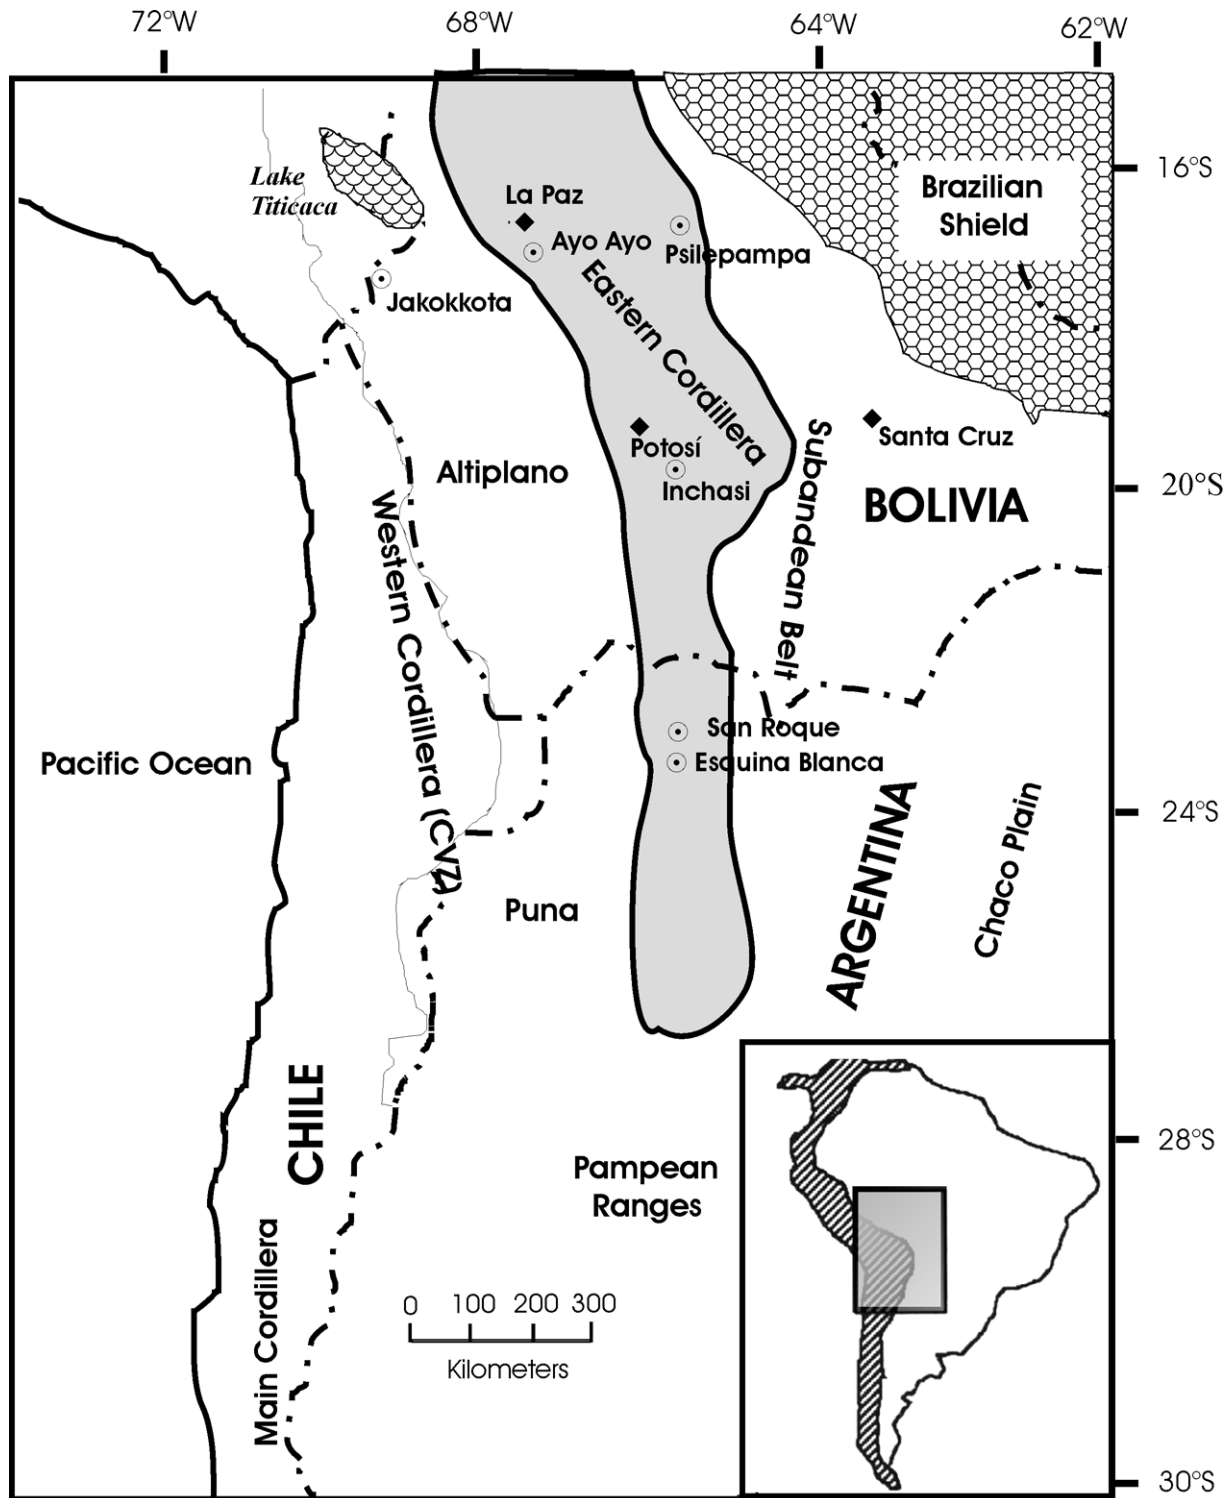 72°W
68°W
64°W
62°W
16°S
20°S
24°S
28°S
30°S
Lake
Titicaca
La Paz
Ayo Ayo
Psilepampa
Jakokkota
Brazilian
Shield
Eastern Cordillera
Potosí
Inchasi
Santa Cruz
Altiplano
BOLIVIA
Subandean Belt
Western Cordillera (CVZ)
San Roque
Esquina Blanca
Pacific Ocean
Puna
ARGENTINA
Chaco Plain
CHILE
Pampean
Ranges
Main Cordillera
0 100 200 300
Kilometers